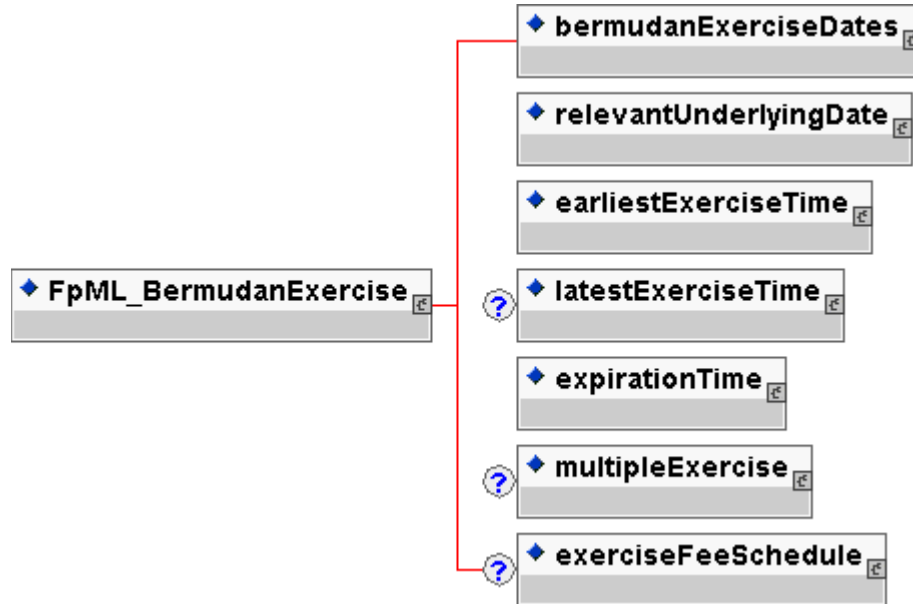 bermudanExerciseDates
relevantUnderlyingDate
earliestExerciseTime
FpML_BermudanExercise
? latestExerciseTime
expirationTime
? multipleExercise
? exerciseFeeSchedule